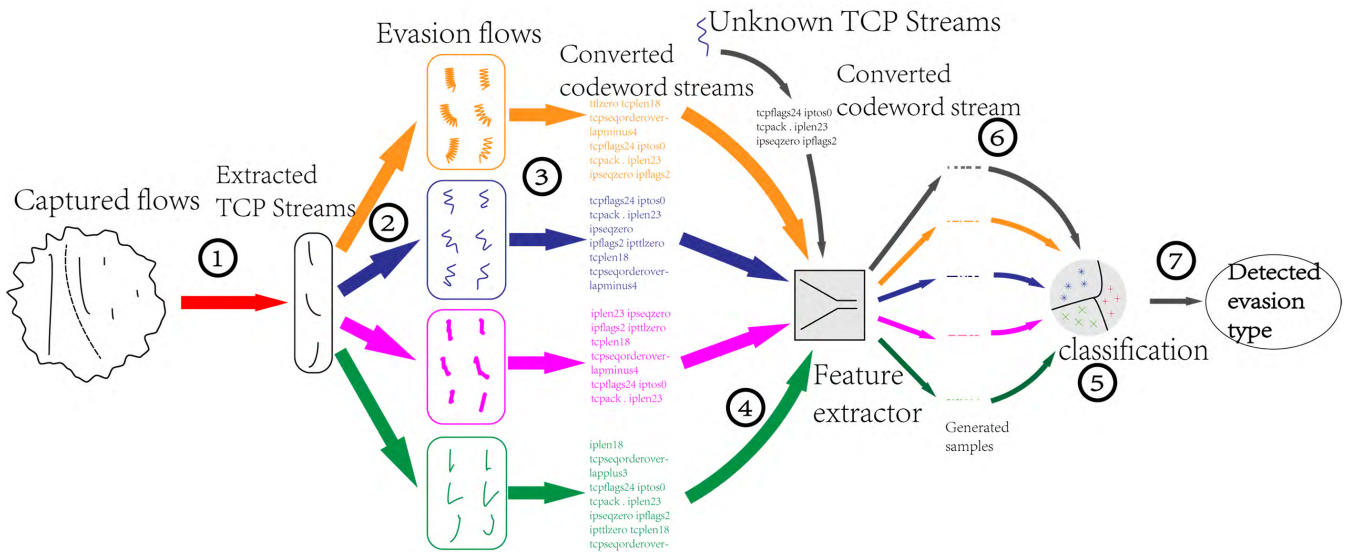 Captured flows
1
Extracted
TCP Streams
2
Evasion flows
3
Converted
codeword streams
ttlzero tcplen18
tcpseqorderover-
lapminus4
tcpflags24 iptos0
tcpack . iplen23
ipseqzero ipflags2
tcpflags24 iptos0
tcpack . iplen23
ipseqzero
ipflags2 ipttlzero
tcplen18
tcpseqorderover-
lapminus4
iplen23 ipseqzero
ipflags2 ipttlzero
tcplen18
tcpseqorderover-
lapminus4
tcpflags24 iptos0
tcpack . iplen23
iplen18
tcpseqorderover-
lapplus3
tcpflags24 iptos0
tcpack . iplen23
ipseqzero ipflags2
ipttlzero tcplen18
tcpseqorderover-
4
Unknown TCP Streams
tcpflags24 iptos0
tcpack . iplen23
ipseqzero ipflags2
Converted
codeword stream
Feature
extractor
6
Generated
samples
classification
5
7
Detected
evasion
type